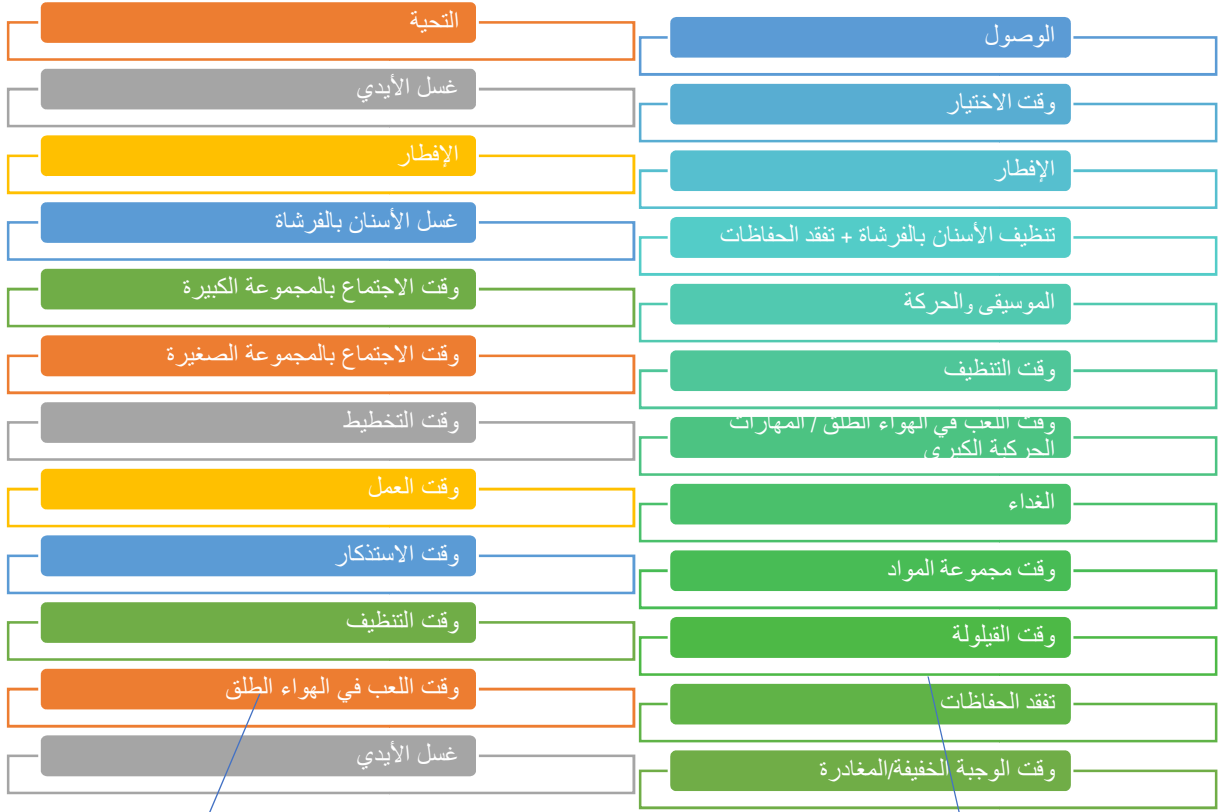 الوصول
وقت الاختيار
الإفطار
تنظيف الأسنان بالفرشاة + تفقد الحفاظات
الموسيقى والحركة
وقت التنظيف
وقت اللعب في الهواء الطلق / المهارات
الحركية الكبرى
الغداء
وقت مجموعة المواد
وقت القيلولة
تفقد الحفاظات
وقت الوجبة الخفيفة/المغادرة
التحية
غسل الأيدي
الإفطار
غسل الأسنان بالفرشاة
وقت الاجتماع بالمجموعة الكبيرة
وقت الاجتماع بالمجموعة الصغيرة
وقت التخطيط
وقت العمل
وقت الاستذكار
وقت التنظيف
وقت اللعب في الهواء الطلق
غسل الأيدي